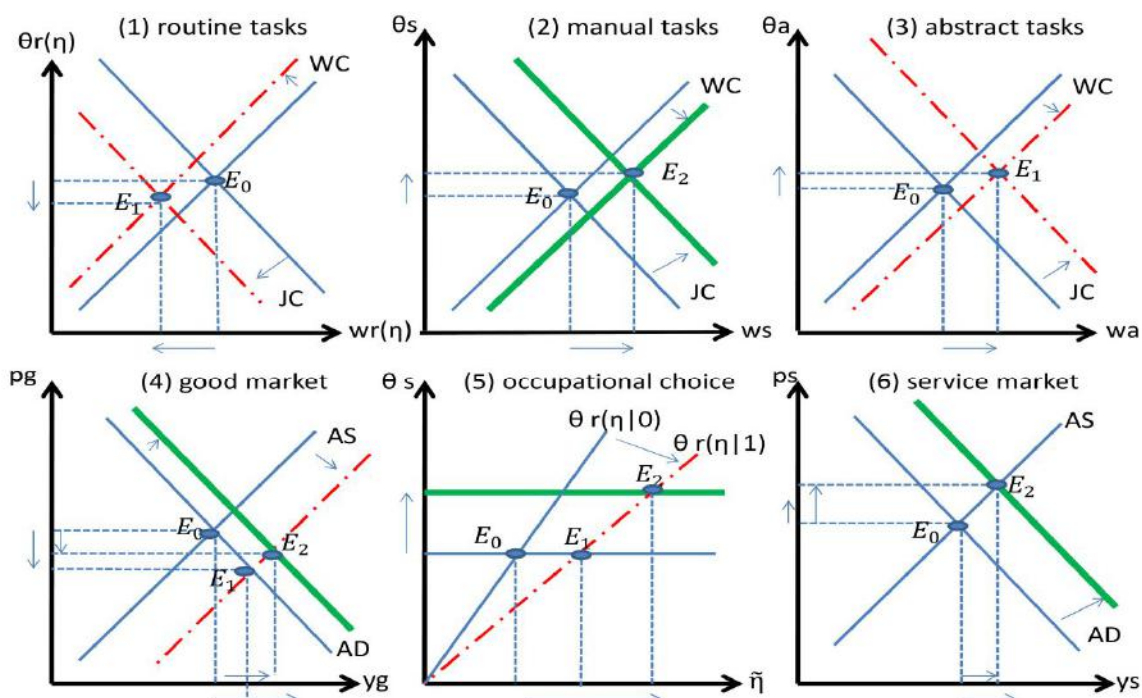 θr(η)
(1) routine tasks
WC
E₀
E₁
JC
wr(η)
θs
(2) manual tasks
WC
E₂
E₀
JC
ws
θa
(3) abstract tasks
WC
E₁
E₀
JC
wa
pg
(4) good market
AS
E₀
E₂
E₁
AD
yg
θ s
(5) occupational choice
θ r(η|0)
θ r(η|1)
E₂
E₀
E₁
η̃
ps
(6) service market
AS
E₂
E₀
AD
ys